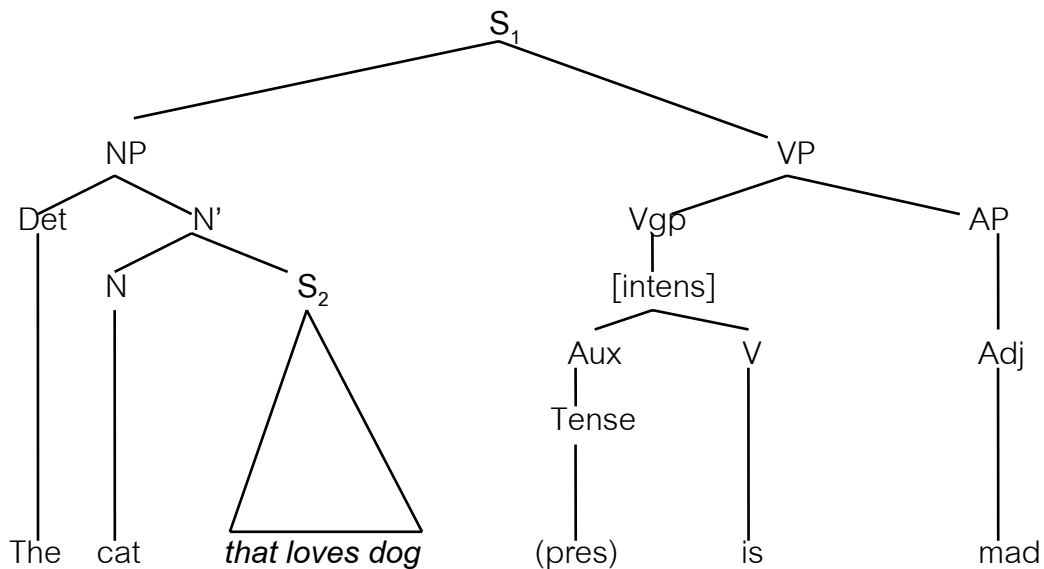 S₁
NP VP
Det N’ Vgp AP
N S₂ [intens]
Aux V Adj
Tense
The cat that loves dog (pres) is mad